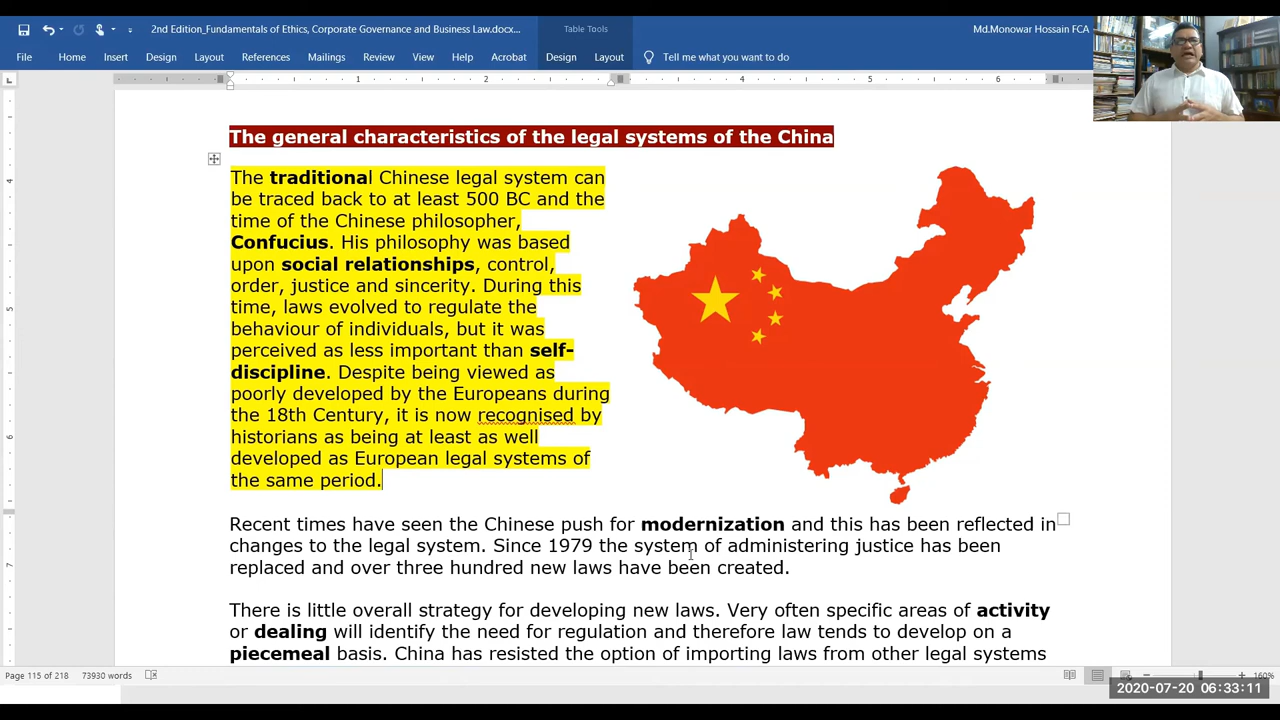 2nd Edition_Fundamentals of Ethics, Corporate Governance and Business Law.docx...
Table Tools
Md.Monowar Hossain FCA
File Home Insert Design Layout References Mailings Review View Help Acrobat Design Layout Tell me what you want to do
1 2 4 5 6
The general characteristics of the legal systems of the China
The traditional Chinese legal system can
be traced back to at least 500 BC and the
time of the Chinese philosopher,
Confucius. His philosophy was based
upon social relationships, control,
order, justice and sincerity. During this
time, laws evolved to regulate the
behaviour of individuals, but it was
perceived as less important than self-
discipline. Despite being viewed as
poorly developed by the Europeans during
the 18th Century, it is now recognised by
historians as being at least as well
developed as European legal systems of
the same period.
Recent times have seen the Chinese push for modernization and this has been reflected in
changes to the legal system. Since 1979 the system of administering justice has been
replaced and over three hundred new laws have been created.
There is little overall strategy for developing new laws. Very often specific areas of activity
or dealing will identify the need for regulation and therefore law tends to develop on a
piecemeal basis. China has resisted the option of importing laws from other legal systems
4
5
6
7
Page 115 of 218 73930 words
160%
2020-07-20 06:33:11